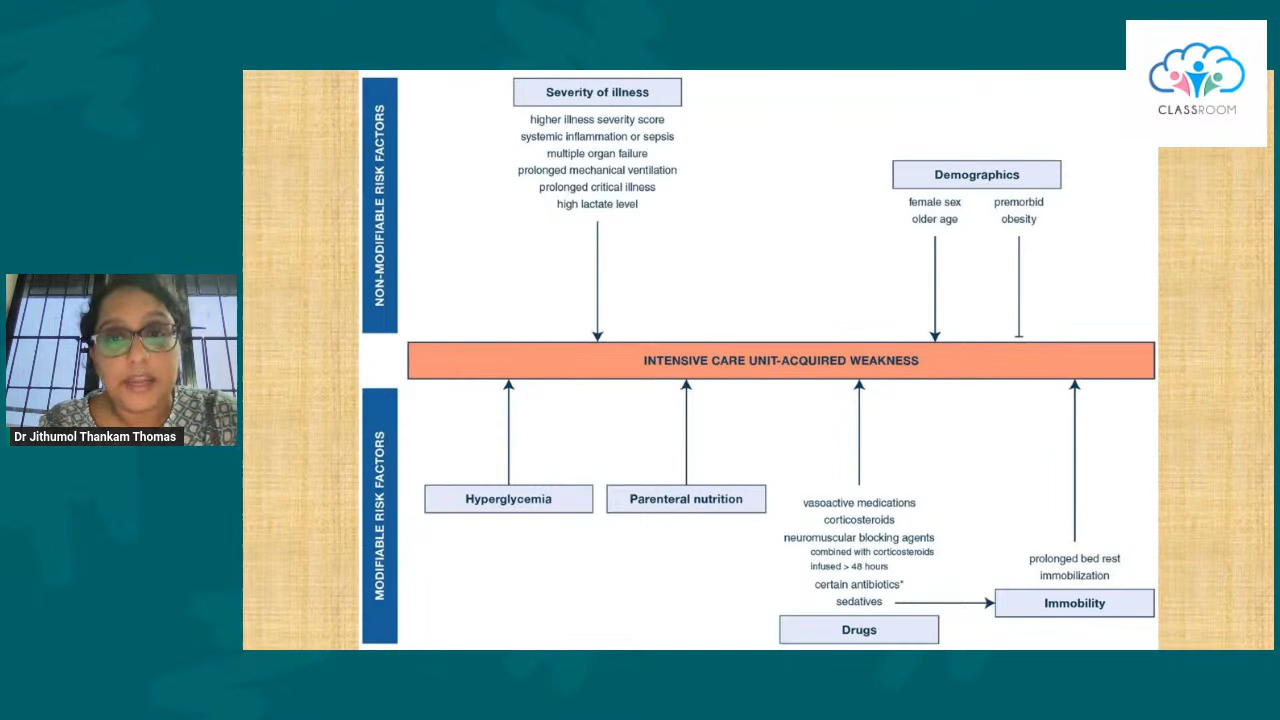 CLASSROOM
NON-MODIFIABLE RISK FACTORS
Severity of illness
higher illness severity score
systemic inflammation or sepsis
multiple organ failure
prolonged mechanical ventilation
prolonged critical illness
high lactate level
Demographics
female sex
older age
premorbid
obesity
INTENSIVE CARE UNIT-ACQUIRED WEAKNESS
MODIFIABLE RISK FACTORS
Hyperglycemia
Parenteral nutrition
vasoactive medications
corticosteroids
neuromuscular blocking agents
combined with corticosteroids
infused > 48 hours
certain antibiotics*
sedatives
Drugs
prolonged bed rest
immobilization
Immobility
Dr Jithumol Thankam Thomas